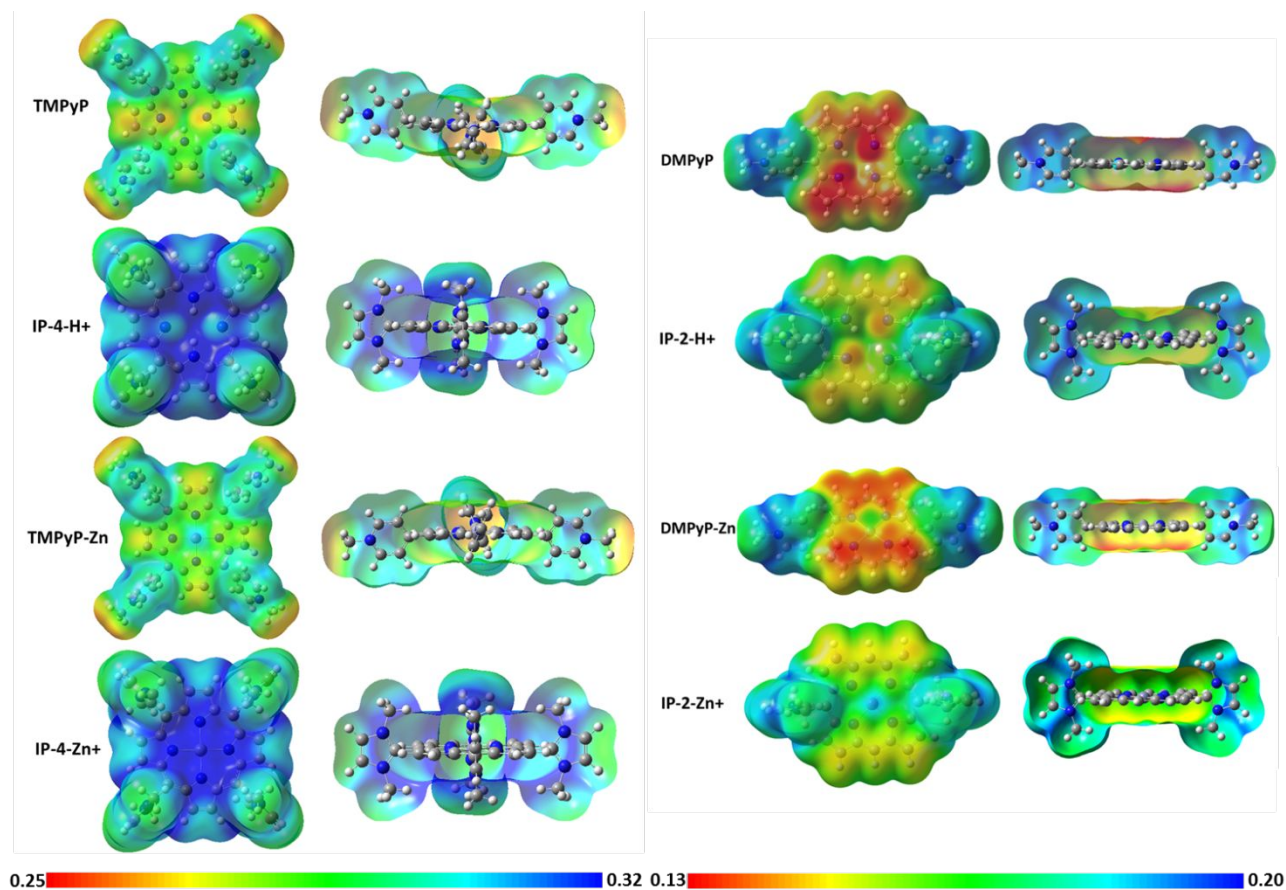 TMPyP
IP-4-H+
TMPyP-Zn
IP-4-Zn+
0.25 0.32
DMPyP
IP-2-H+
DMPyP-Zn
IP-2-Zn+
0.13 0.20